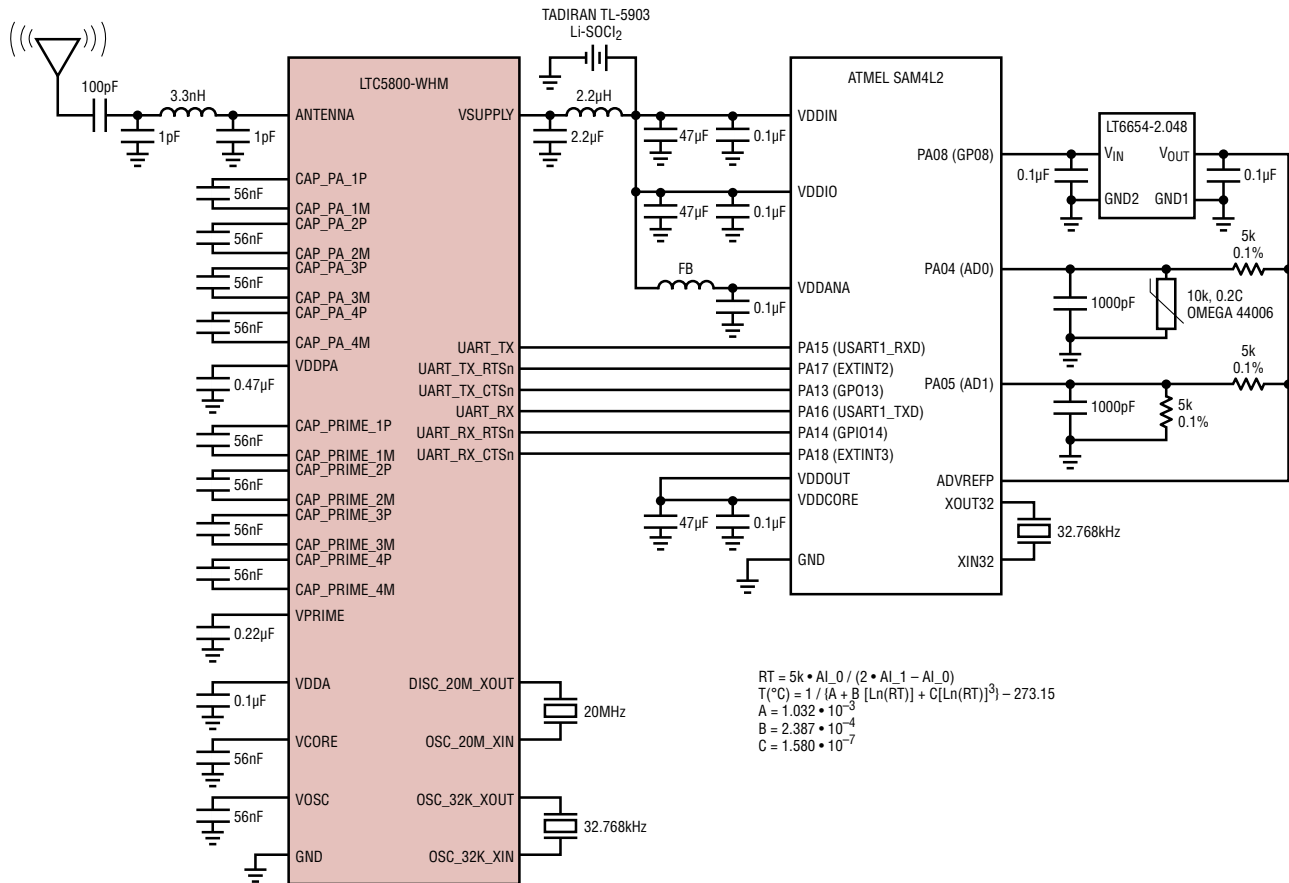 TADIRAN TL-5903
Li-SOCl2
LTC5800-WHM
100pF
3.3nH
1pF
1pF
ANTENNA
VSUPPLY
2.2µH
2.2µF
CAP_PA_1P
56nF
CAP_PA_1M
CAP_PA_2P
56nF
CAP_PA_2M
CAP_PA_3P
56nF
CAP_PA_3M
CAP_PA_4P
56nF
CAP_PA_4M
VDDPA
0.47µF
CAP_PRIME_1P
56nF
CAP_PRIME_1M
CAP_PRIME_2P
56nF
CAP_PRIME_2M
CAP_PRIME_3P
56nF
CAP_PRIME_3M
CAP_PRIME_4P
56nF
CAP_PRIME_4M
VPRIME
0.22µF
VDDA
0.1µF
VCORE
56nF
VOSC
56nF
GND
UART_TX
UART_TX_RTSn
UART_TX_CTSn
UART_RX
UART_RX_RTSn
UART_RX_CTSn
DISC_20M_XOUT
20MHz
OSC_20M_XIN
OSC_32K_XOUT
32.768kHz
OSC_32K_XIN
47µF
0.1µF
47µF
0.1µF
FB
0.1µF
47µF
0.1µF
ATMEL SAM4L2
VDDIN
VDDIO
VDDANA
PA15 (USART1_RXD)
PA17 (EXTINT2)
PA13 (GPO13)
PA16 (USART1_TXD)
PA14 (GPIO14)
PA18 (EXTINT3)
VDDOUT
VDDCORE
GND
PA08 (GP08)
PA04 (AD0)
PA05 (AD1)
ADVREFP
XOUT32
32.768kHz
XIN32
LT6654-2.048
VIN
VOUT
GND2
GND1
0.1µF
0.1µF
5k
0.1%
1000pF
10k, 0.2C
OMEGA 44006
5k
0.1%
1000pF
5k
0.1%
RT = 5k • AI_0 / (2 • AI_1 – AI_0)
T(°C) = 1 / {A + B [Ln(RT)] + C[Ln(RT)]3} – 273.15
A = 1.032 • 10–3
B = 2.387 • 10–4
C = 1.580 • 10–7